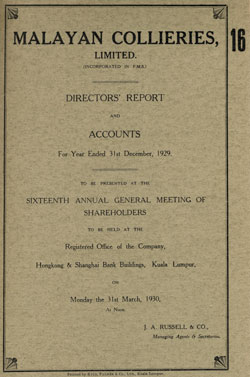 MALAYAN COLLIERIES, 16
LIMITED.
(INCORPORATED IN F.M.S.)
DIRECTORS' REPORT
AND
ACCOUNTS
For Year Ended 31st December, 1929.
TO BE PRESENTED AT THE
SIXTEENTH ANNUAL GENERAL MEETING OF
SHAREHOLDERS
TO BE HELD AT THE
Registered Office of the Company,
Hongkong & Shanghai Bank Buildings, Kuala Lumpur,
ON
Monday the 31st March, 1930,
At Noon.
J. A. RUSSELL & CO.,
Managing Agents & Secretaries.